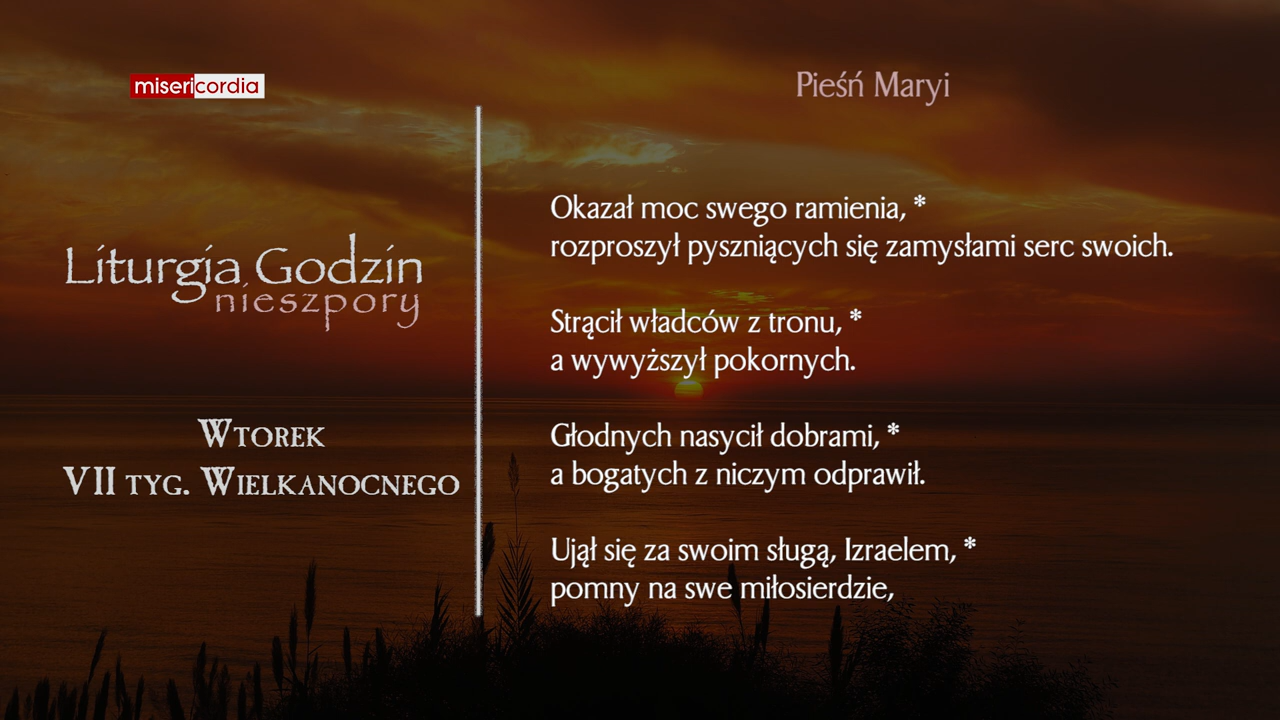 misericordia
Liturgia Godzin
nieszpory
Wtorek
VII tyg. Wielkanocnego
Pieśń Maryi
Okazał moc swego ramienia, *
rozproszył pyszniących się zamysłami serc swoich.
Strącił władców z tronu, *
a wywyższył pokornych.
Głodnych nasycił dobrami, *
a bogatych z niczym odprawił.
Ujął się za swoim sługą, Izraelem, *
pomny na swe miłosierdzie,